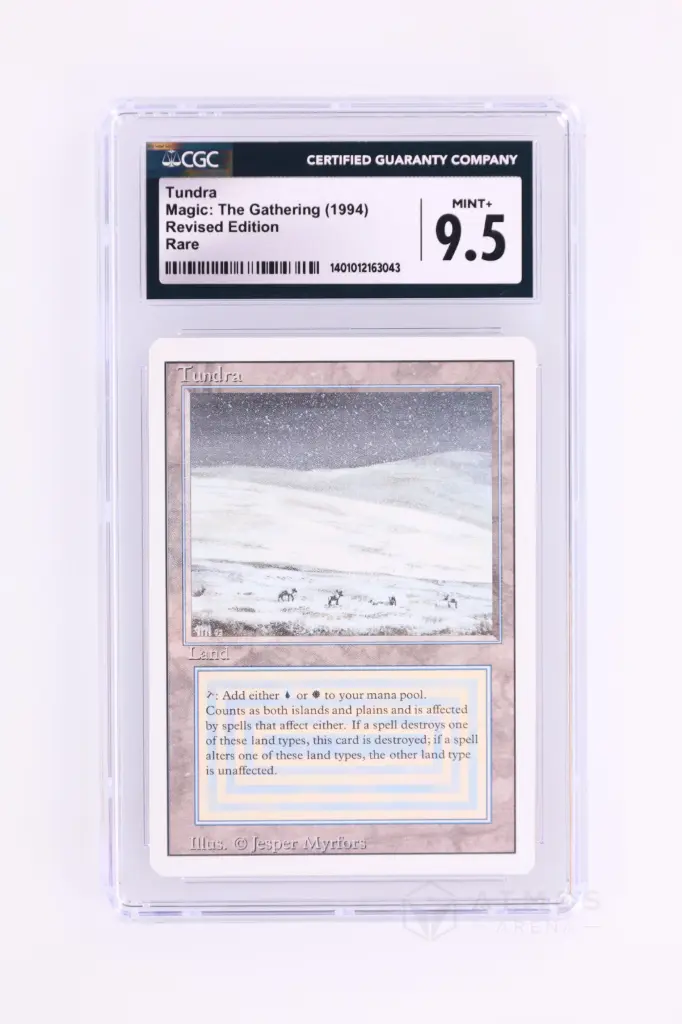 CGC
CERTIFIED GUARANTY COMPANY
Tundra
Magic: The Gathering (1994)
Revised Edition
Rare
MINT+
9.5
1401012163043
Tundra
Land
: Add either or to your mana pool.
Counts as both islands and plains and is affected
by spells that affect either. If a spell destroys one
of these land types, this card is destroyed; if a spell
alters one of these land types, the other land type
is unaffected.
Illus. © Jesper Myrfors
ATMOS
ARENA